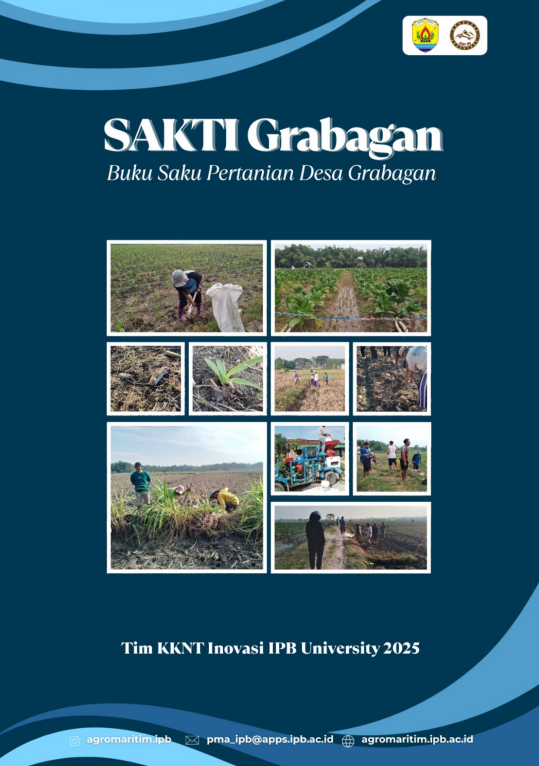 SAKTI Grabagan
Buku Saku Pertanian Desa Grabagan
Tim KKNT Inovasi IPB University 2025
agromaritim.ipb pma_ipb@apps.ipb.ac.id agromaritim.ipb.ac.id